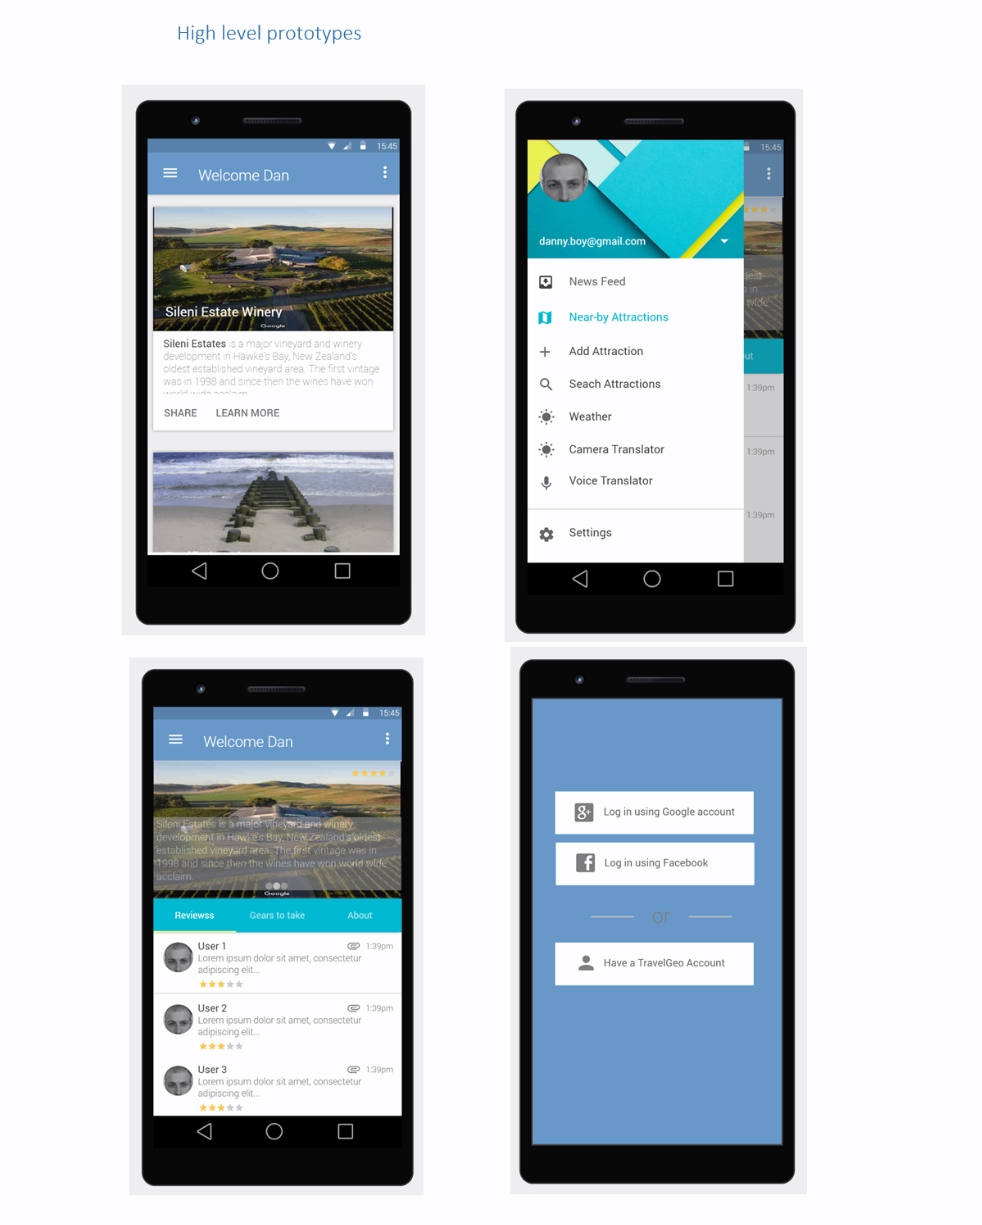 High level prototypes
15:45
Welcome Dan
Sileni Estate Winery
Google
Sileni Estates is a major vineyard and winery
development in Hawke's Bay, New Zealand's
oldest established vineyard area. The first vintage
was in 1998 and since then the wines have won
world wide acclaim.
SHARE LEARN MORE
15:45
danny.boy@gmail.com
News Feed
Near-by Attractions
Add Attraction
Seach Attractions
Weather
Camera Translator
Voice Translator
Settings
in
wide
out
1:39pm
1:39pm
1:39pm
15:45
Welcome Dan
Sileni Estates is a major vineyard and winery
development in Hawke's Bay, New Zealand's oldest
established vineyard area. The first vintage was in
1998 and since then the wines have won world wide
acclaim.
Google
Reviewss Gears to take About
User 1 1:39pm
Lorem ipsum dolor sit amet, consectetur
adipiscing elit...
User 2 1:39pm
Lorem ipsum dolor sit amet, consectetur
adipiscing elit...
User 3 1:39pm
Lorem ipsum dolor sit amet, consectetur
adipiscing elit...
g+ Log in using Google account
f Log in using Facebook
or
Have a TravelGeo Account